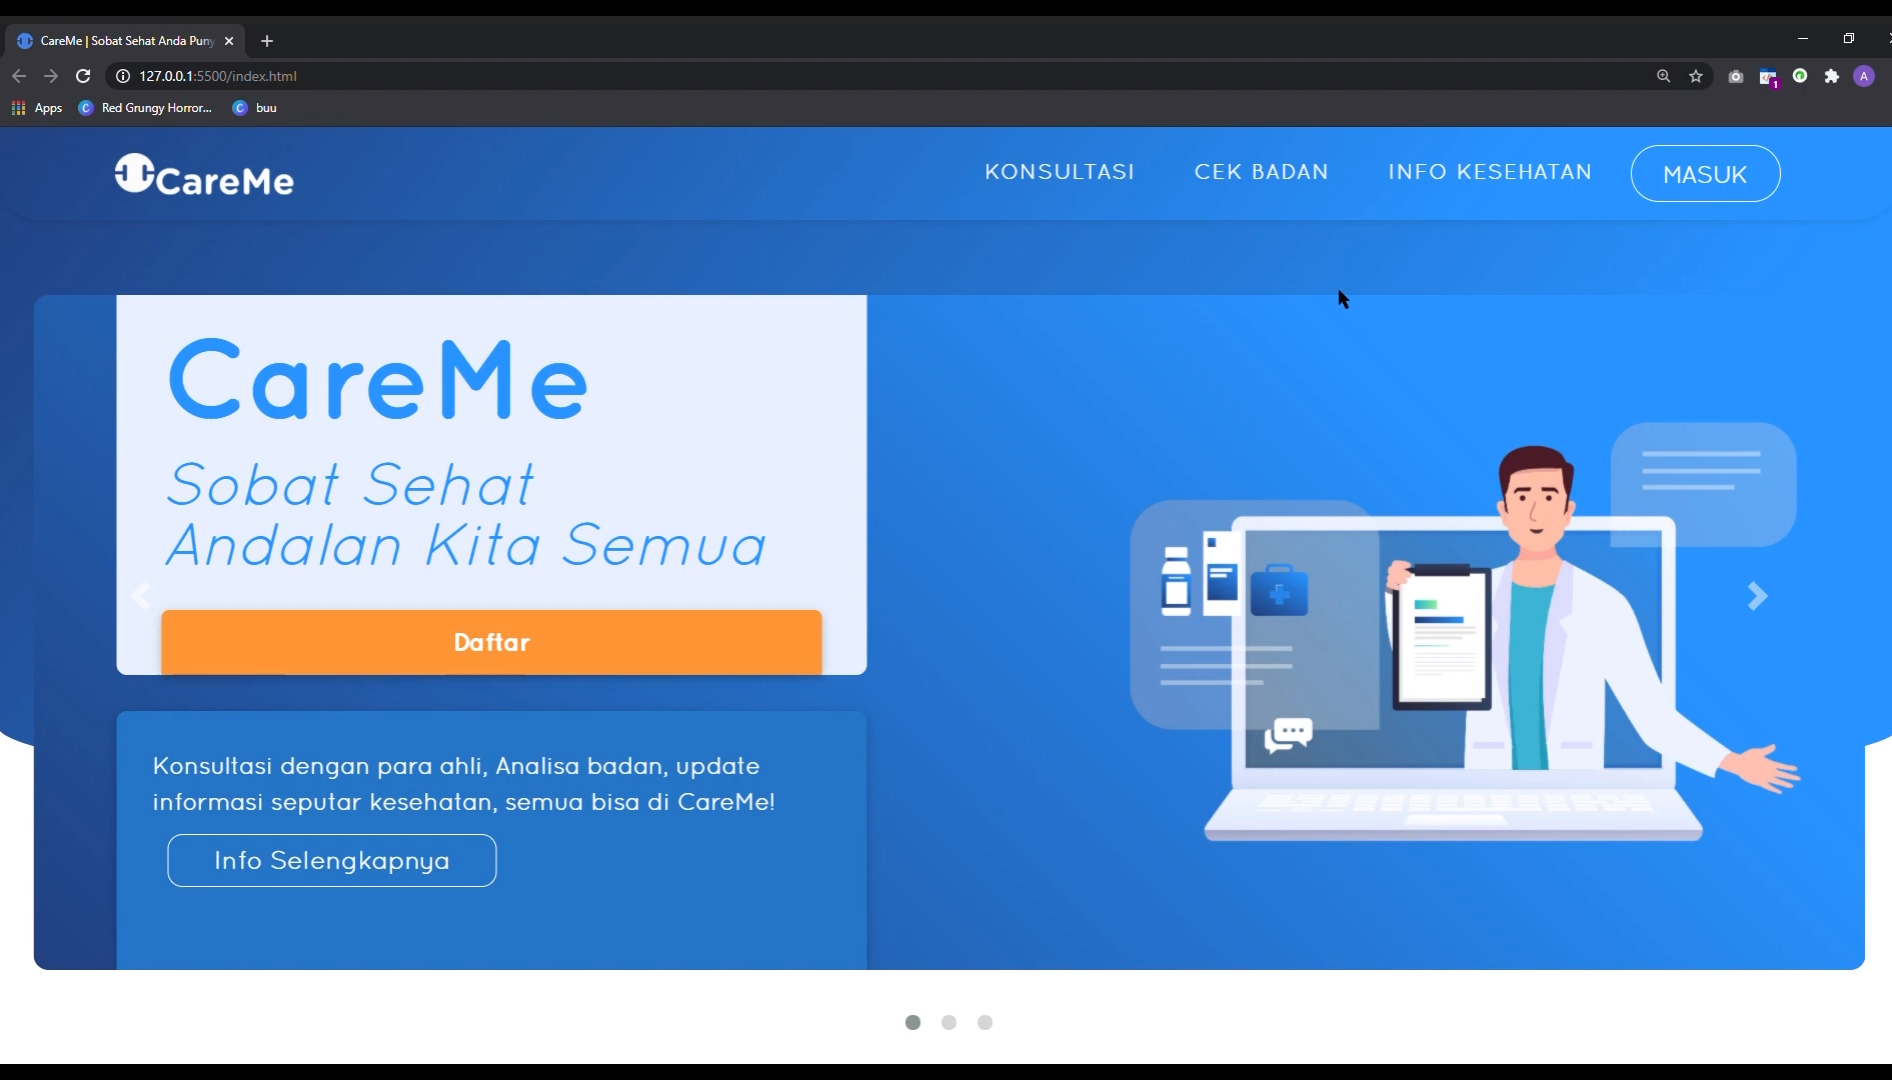 CareMe | Sobat Sehat Anda Puny
127.0.0.1:5500/index.html
1
A
Apps
C
Red Grungy Horror...
C
buu
CareMe
KONSULTASI
CEK BADAN
INFO KESEHATAN
MASUK
CareMe
Sobat Sehat
Andalan Kita Semua
Daftar
Konsultasi dengan para ahli, Analisa badan, update
informasi seputar kesehatan, semua bisa di CareMe!
Info Selengkapnya